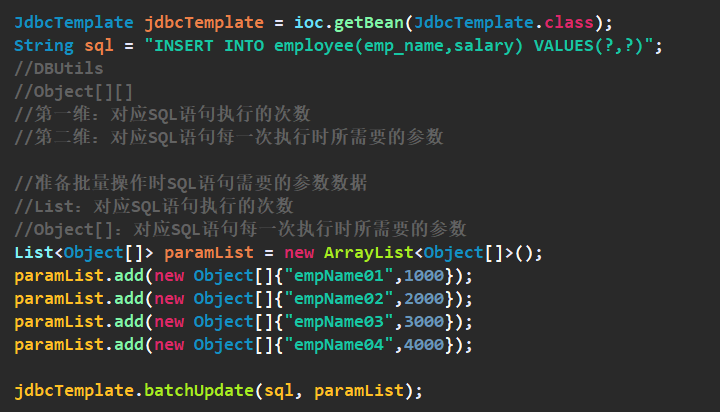 JdbcTemplate jdbcTemplate = ioc.getBean(JdbcTemplate.class);
String sql = "INSERT INTO employee(emp_name,salary) VALUES(?,?)";
//DBUtils
//Object[][]
//第一维：对应SQL语句执行的次数
//第二维：对应SQL语句每一次执行时所需要的参数
//准备批量操作时SQL语句需要的参数数据
//List：对应SQL语句执行的次数
//Object[]：对应SQL语句每一次执行时所需要的参数
List<Object[]> paramList = new ArrayList<Object[]>();
paramList.add(new Object[]{"empName01",1000});
paramList.add(new Object[]{"empName02",2000});
paramList.add(new Object[]{"empName03",3000});
paramList.add(new Object[]{"empName04",4000});
jdbcTemplate.batchUpdate(sql, paramList);